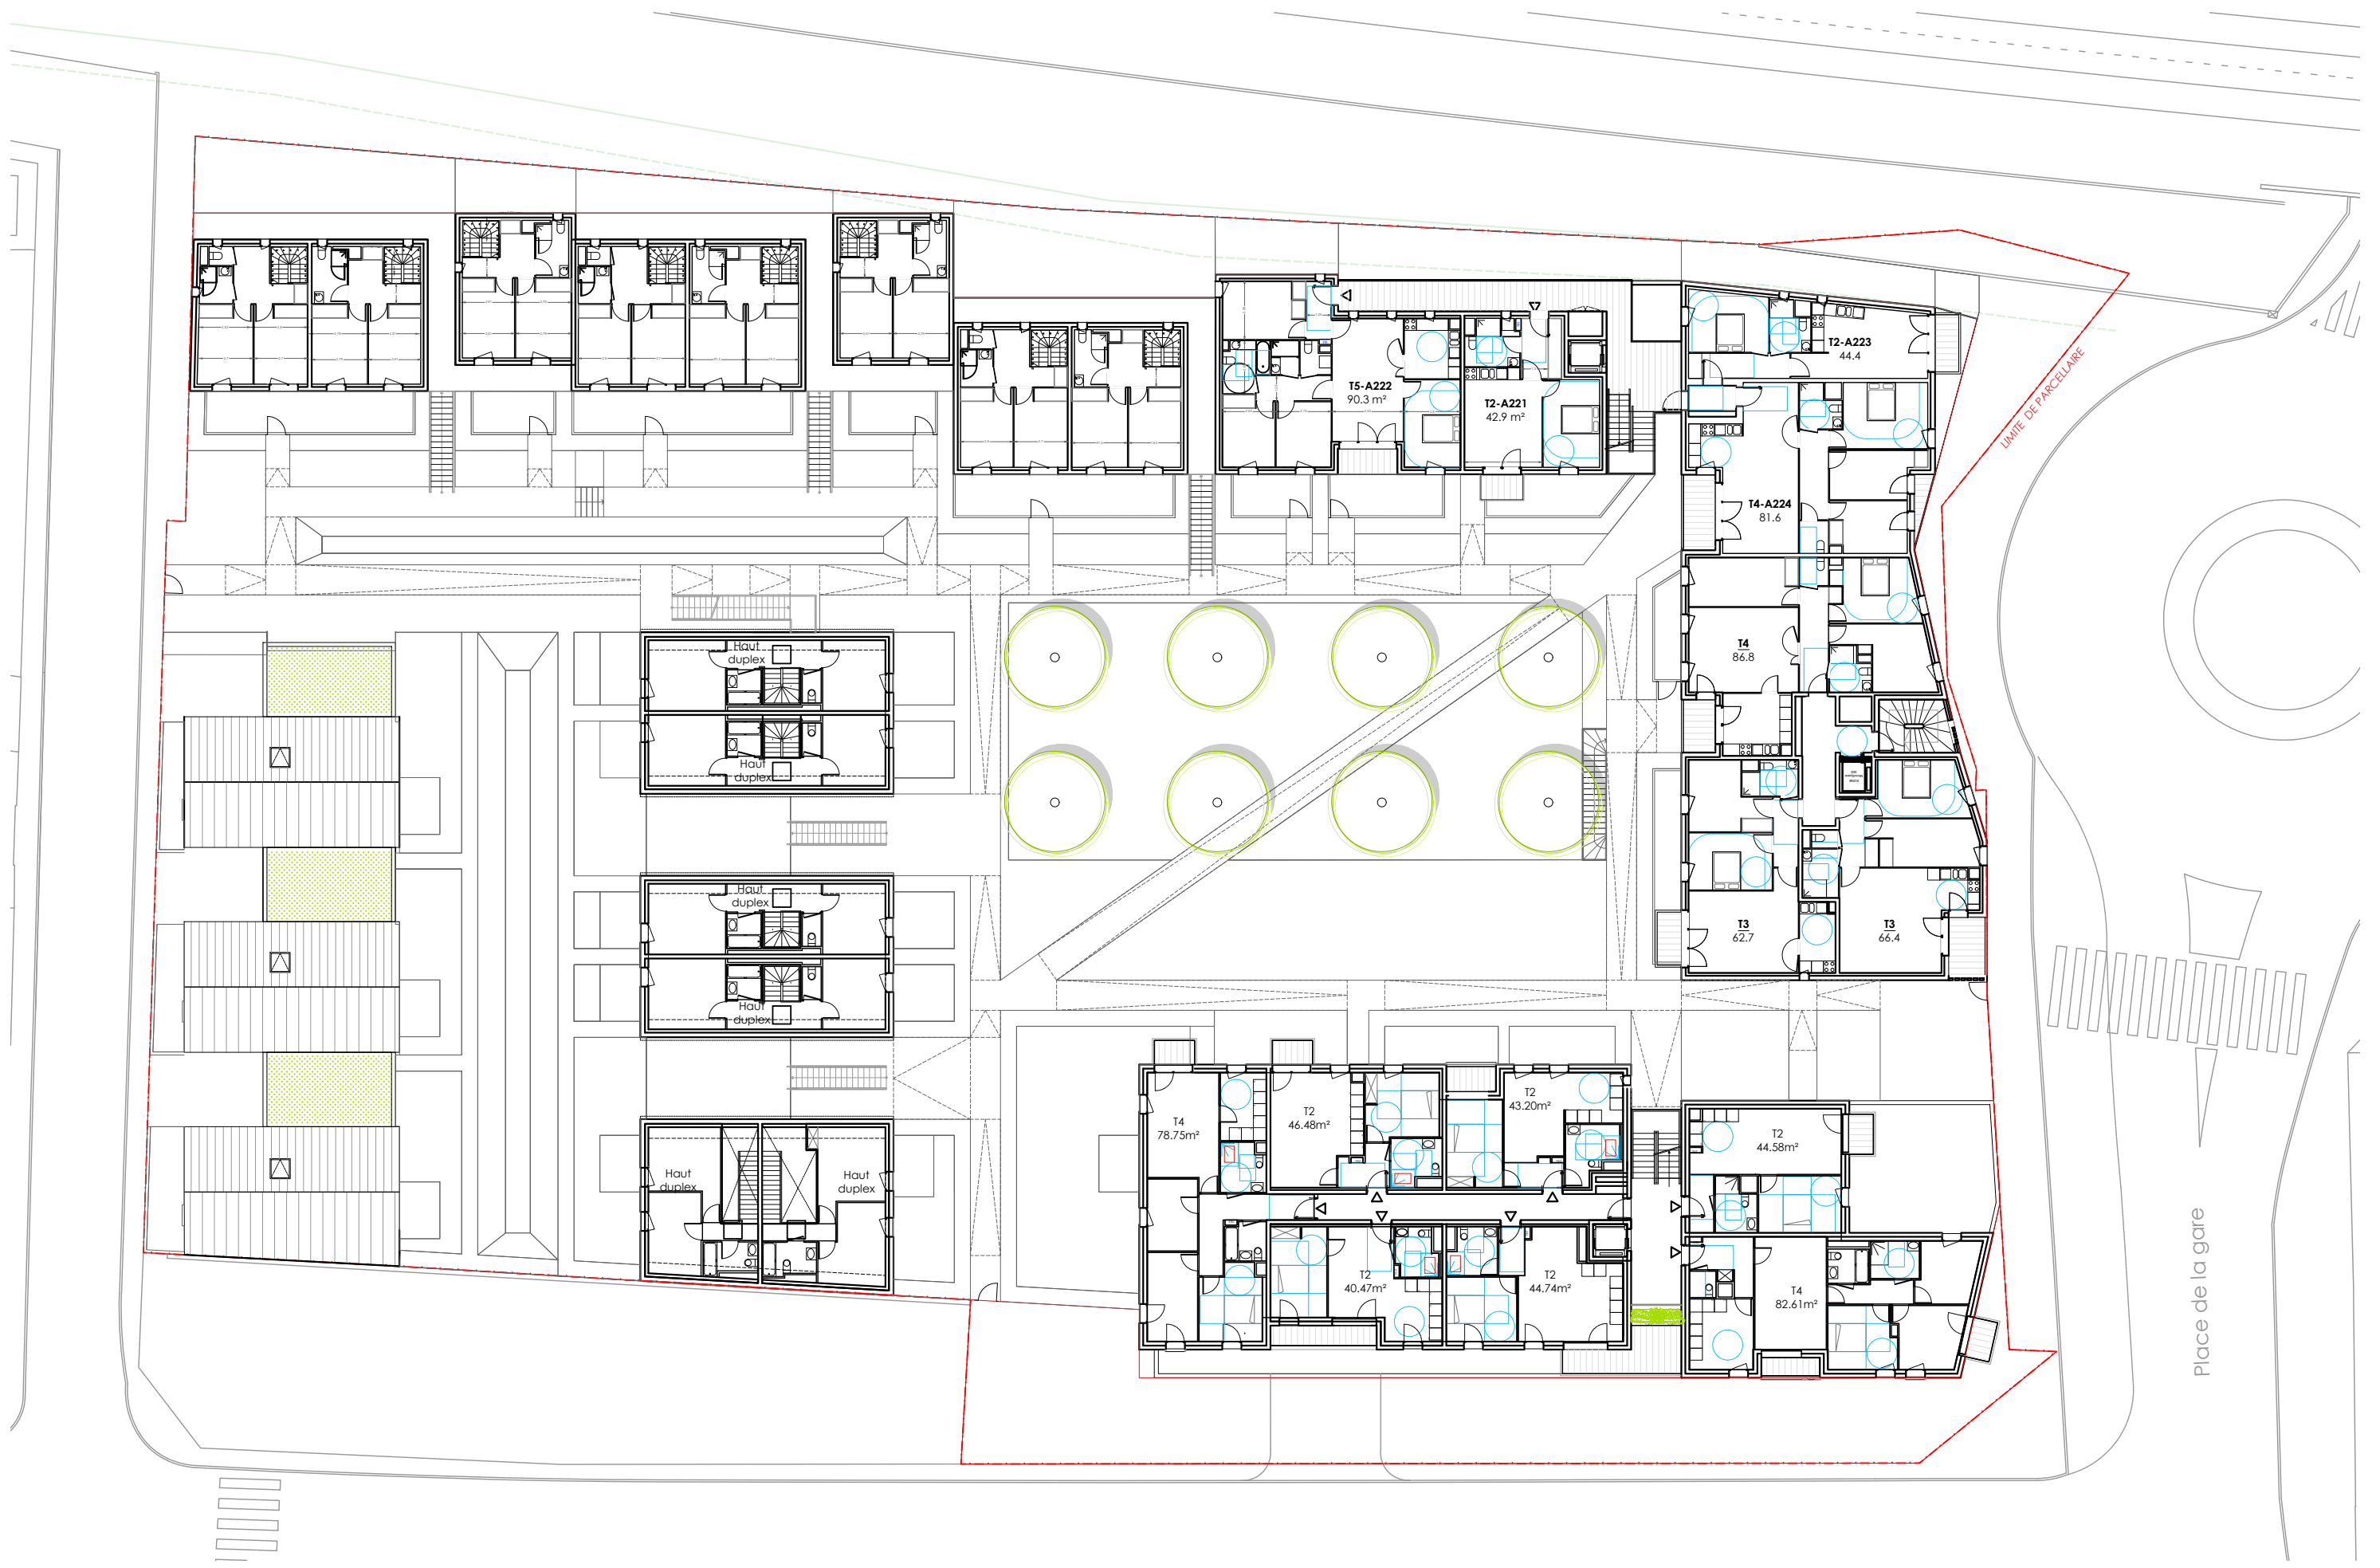 T2-A223
44.4
LIMITE DE PARCELLAIRE
T5-A222
90.3 m²
T2-A221
42.9 m²
T4-A224
81.6
Haut
duplex
T4
86.8
Haut
duplex
Haut
duplex
T3
62.7
T3
66.4
Haut
duplex
T4
78.75m²
T2
46.48m²
T2
43.20m²
T2
44.58m²
Haut
duplex
Haut
duplex
T2
40.47m²
T2
44.74m²
T4
82.61m²
Place de la gare